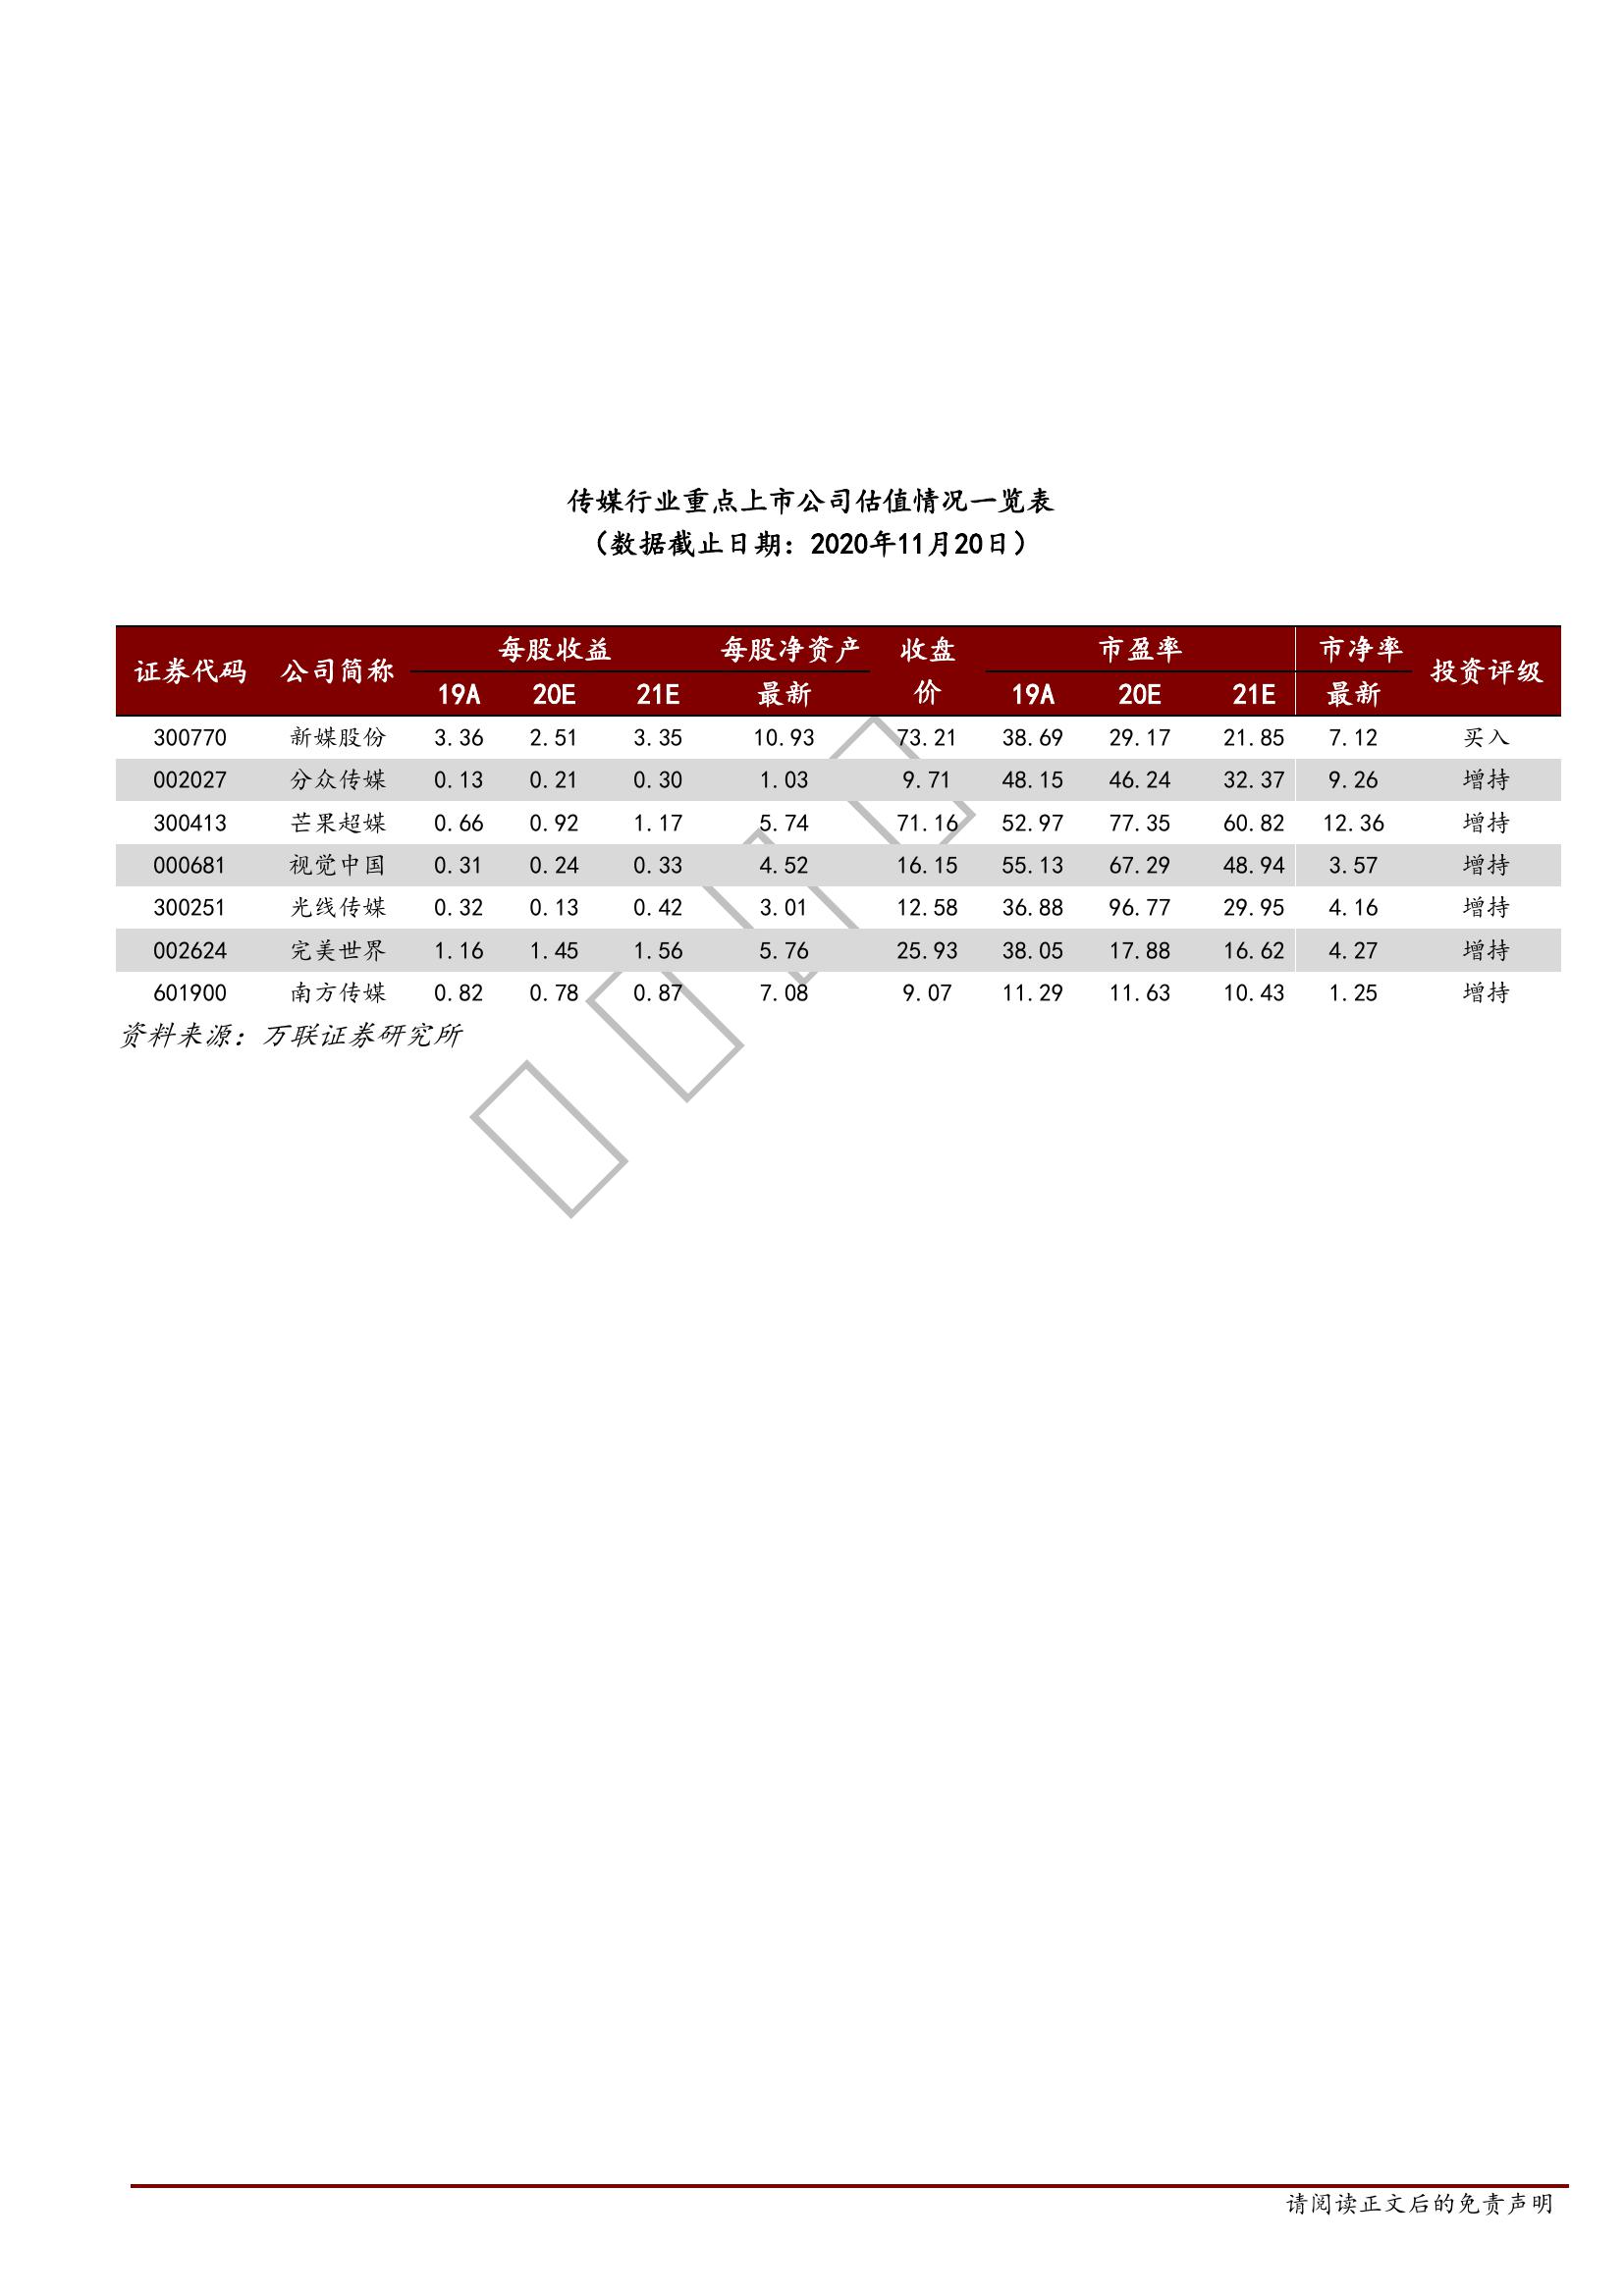 传媒行业重点上市公司估值情况一览表
（数据截止日期：2020年11月20日）
证券代码 公司简称 每股收益 每股净资产 收盘价 市盈率 市净率 投资评级
19A 20E 21E 最新 19A 20E 21E 最新
300770 新媒股份 3.36 2.51 3.35 10.93 73.21 38.69 29.17 21.85 7.12 买入
002027 分众传媒 0.13 0.21 0.30 1.03 9.71 48.15 46.24 32.37 9.26 增持
300413 芒果超媒 0.66 0.92 1.17 5.74 71.16 52.97 77.35 60.82 12.36 增持
000681 视觉中国 0.31 0.24 0.33 4.52 16.15 55.13 67.29 48.94 3.57 增持
300251 光线传媒 0.32 0.13 0.42 3.01 12.58 36.88 96.77 29.95 4.16 增持
002624 完美世界 1.16 1.45 1.56 5.76 25.93 38.05 17.88 16.62 4.27 增持
601900 南方传媒 0.82 0.78 0.87 7.08 9.07 11.29 11.63 10.43 1.25 增持
资料来源：万联证券研究所
请阅读正文后的免责声明